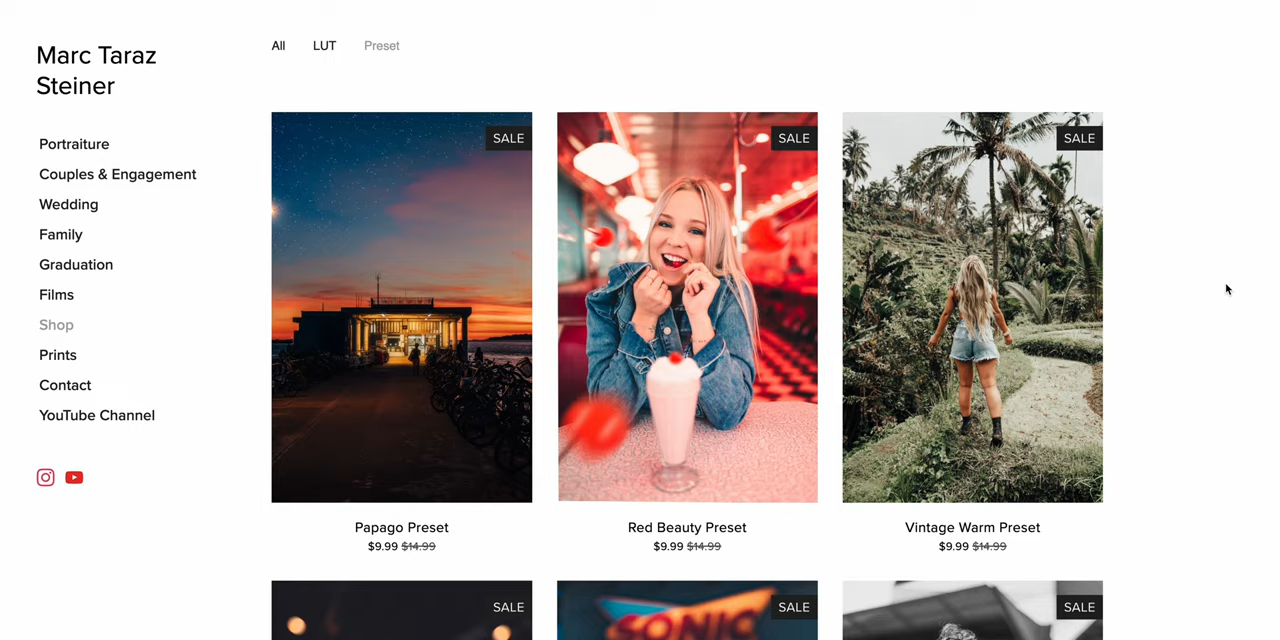 Marc Taraz
Steiner
Portraiture
Couples & Engagement
Wedding
Family
Graduation
Films
Shop
Prints
Contact
YouTube Channel
All LUT Preset
SALE SALE SALE
Papago Preset
$9.99 $14.99
Red Beauty Preset
$9.99 $14.99
Vintage Warm Preset
$9.99 $14.99
SALE SALE SALE
SONIC